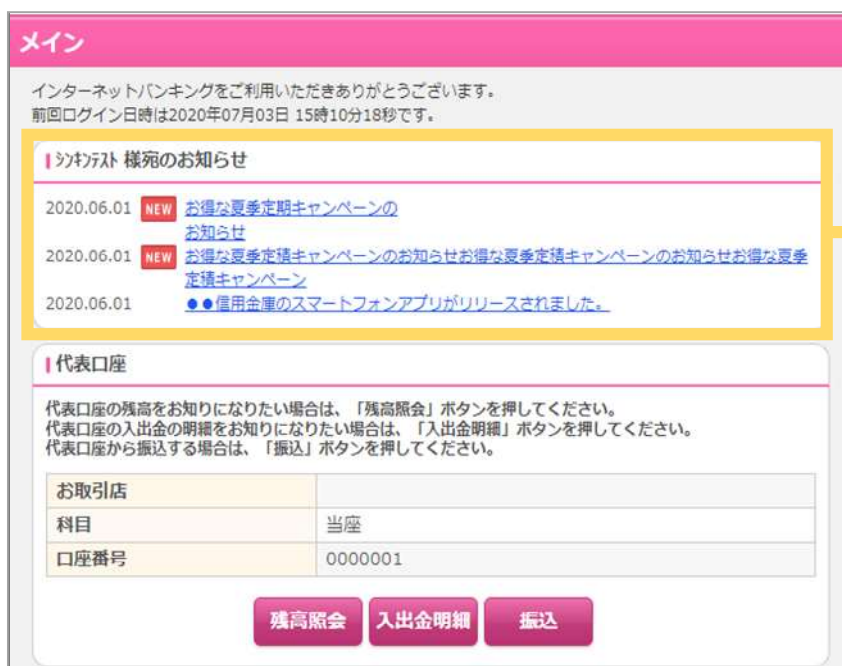 メイン
インターネットバンキングをご利用いただきありがとうございます。
前回ログイン日時は2020年07月03日 15時10分18秒です。
ｼﾝｷﾝﾃｽﾄ 様宛のお知らせ
2020.06.01 NEW お得な夏季定期キャンペーンの
お知らせ
2020.06.01 NEW お得な夏季定積キャンペーンのお知らせお得な夏季定積キャンペーンのお知らせお得な夏季
定積キャンペーン
2020.06.01 ●●信用金庫のスマートフォンアプリがリリースされました。
代表口座
代表口座の残高をお知りになりたい場合は、「残高照会」ボタンを押してください。
代表口座の入出金の明細をお知りになりたい場合は、「入出金明細」ボタンを押してください。
代表口座から振込する場合は、「振込」ボタンを押してください。
お取引店
科目 当座
口座番号 0000001
残高照会 入出金明細 振込